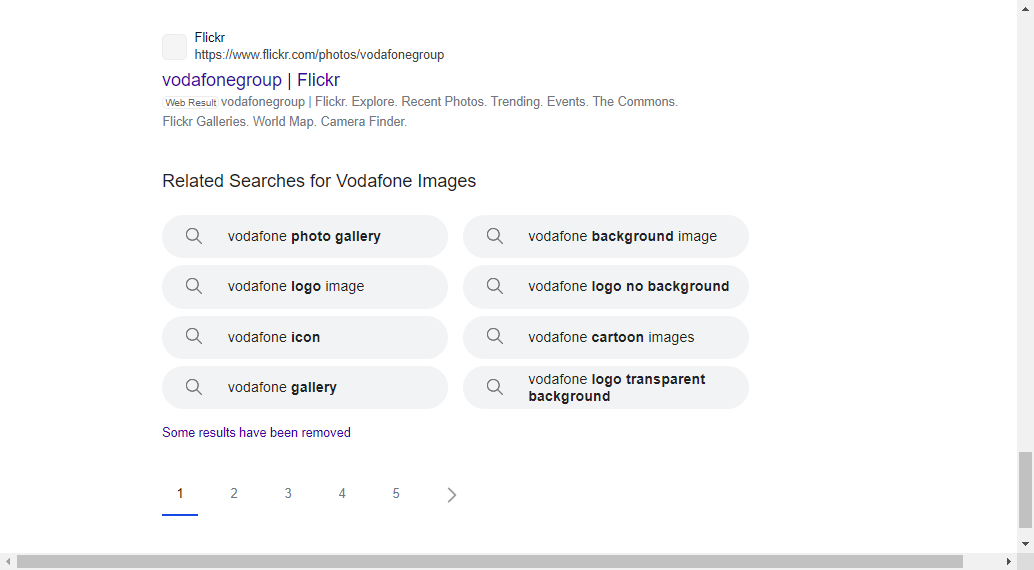 Flickr
https://www.flickr.com/photos/vodafonegroup
vodafonegroup | Flickr
Web Result vodafonegroup | Flickr. Explore. Recent Photos. Trending. Events. The Commons.
Flickr Galleries. World Map. Camera Finder.
Related Searches for Vodafone Images
vodafone photo gallery
vodafone background image
vodafone logo image
vodafone logo no background
vodafone icon
vodafone cartoon images
vodafone gallery
vodafone logo transparent
background
Some results have been removed
1 2 3 4 5